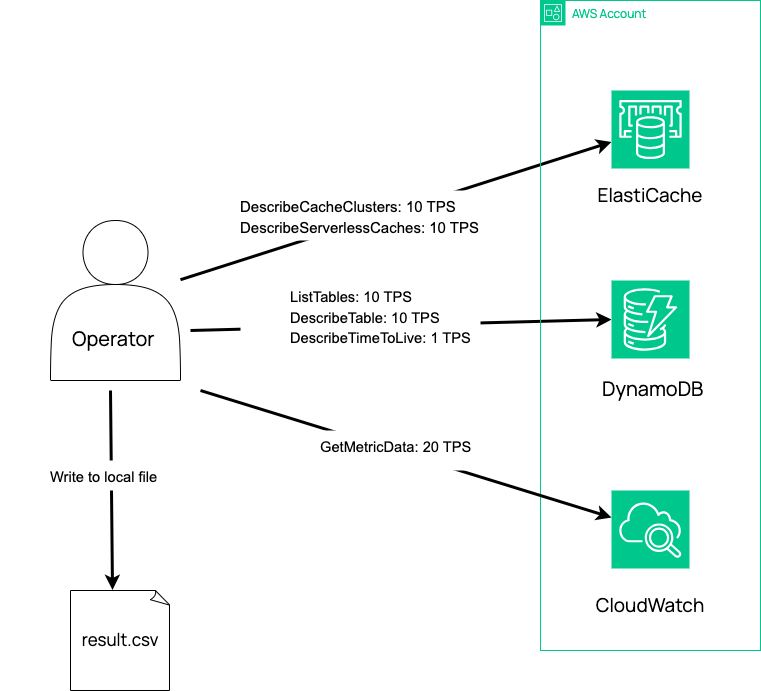 AWS Account
ElastiCache
DescribeCacheClusters: 10 TPS
DescribeServerlessCaches: 10 TPS
ListTables: 10 TPS
DescribeTable: 10 TPS
DescribeTimeToLive: 1 TPS
Operator
DynamoDB
GetMetricData: 20 TPS
Write to local file
CloudWatch
result.csv